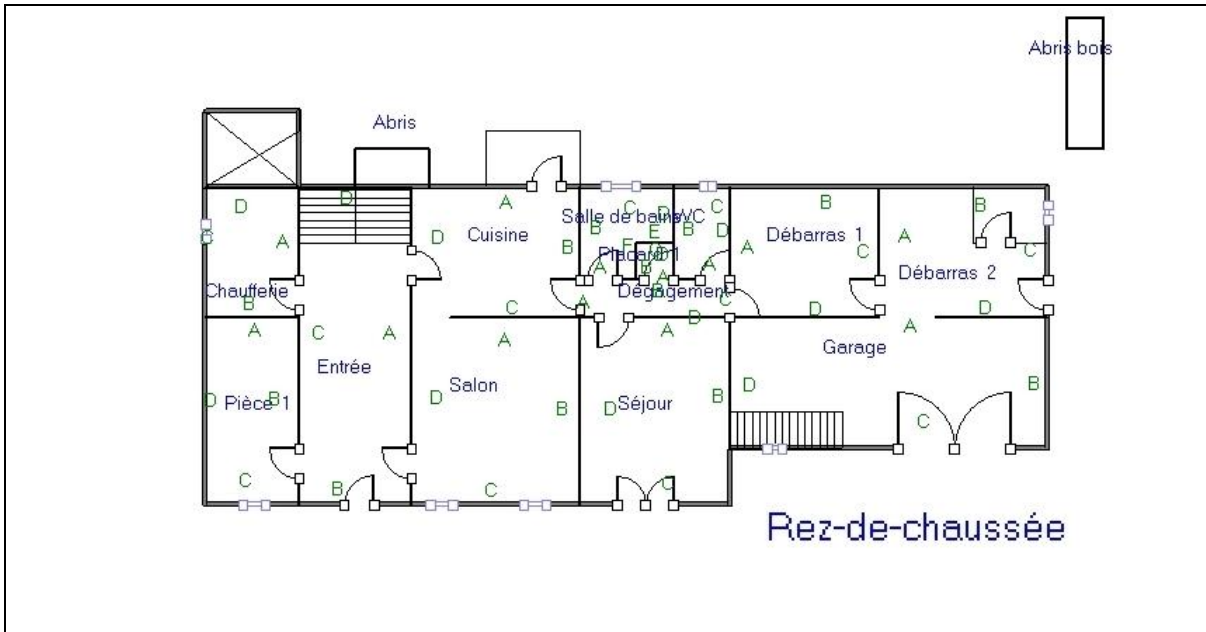 Abris bois
Abris
D
D
A
C
D
B
C
B
Salle de bains
WC
B
B
D
Cuisine
B
E
D
Débarras 1
C
A
D
A
B
F
A
C
A
C
Placard 1
Débarras 2
A
B
A
A
Chaufferie
Dégagement
B
A
B
C
C
D
D
D
A
C
A
A
A
A
Garage
Entrée
Salon
D
B
D
Pièce 1
B
D
B
D
Séjour
B
C
C
B
C
C
Rez-de-chaussée